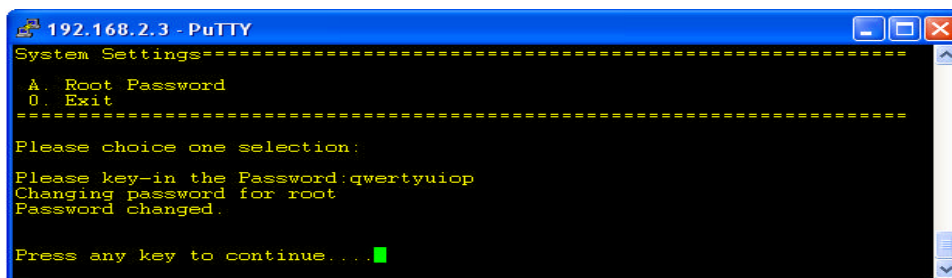 192.168.2.3 - PuTTY
System Settings=========================================================
A. Root Password
0. Exit
========================================================================
Please choice one selection:
Please key-in the Password:qwertyuiop
Changing password for root
Password changed.
Press any key to continue....